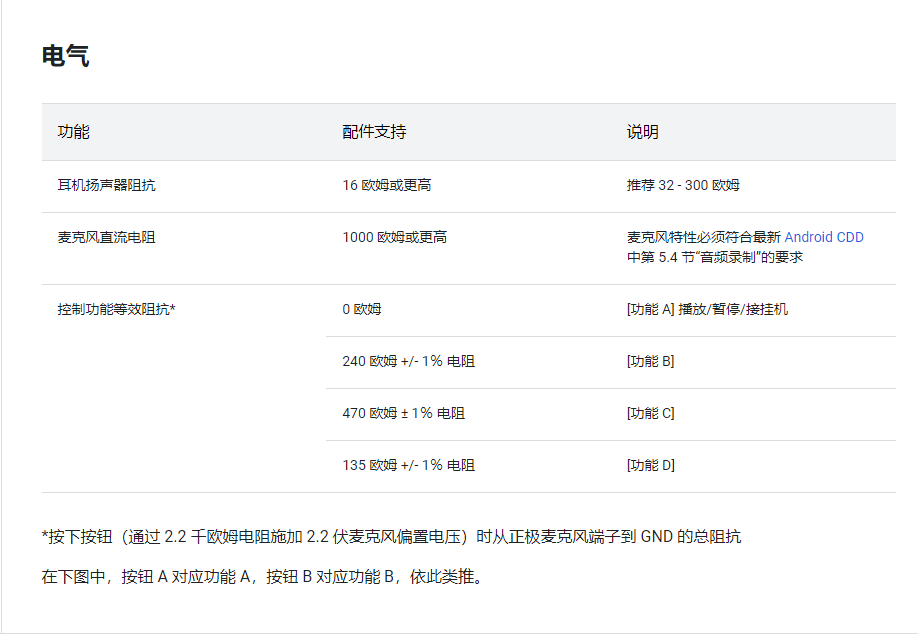 电气
功能 配件支持 说明
耳机扬声器阻抗 16 欧姆或更高 推荐 32 - 300 欧姆
麦克风直流电阻 1000 欧姆或更高 麦克风特性必须符合最新 Android CDD
中第 5.4 节“音频录制”的要求
控制功能等效阻抗* 0 欧姆 [功能 A] 播放/暂停/接挂机
240 欧姆 +/- 1% 电阻 [功能 B]
470 欧姆 ± 1% 电阻 [功能 C]
135 欧姆 +/- 1% 电阻 [功能 D]
*按下按钮（通过 2.2 千欧姆电阻施加 2.2 伏麦克风偏置电压）时从正极麦克风端子到 GND 的总阻抗
在下图中，按钮 A 对应功能 A，按钮 B 对应功能 B，依此类推。